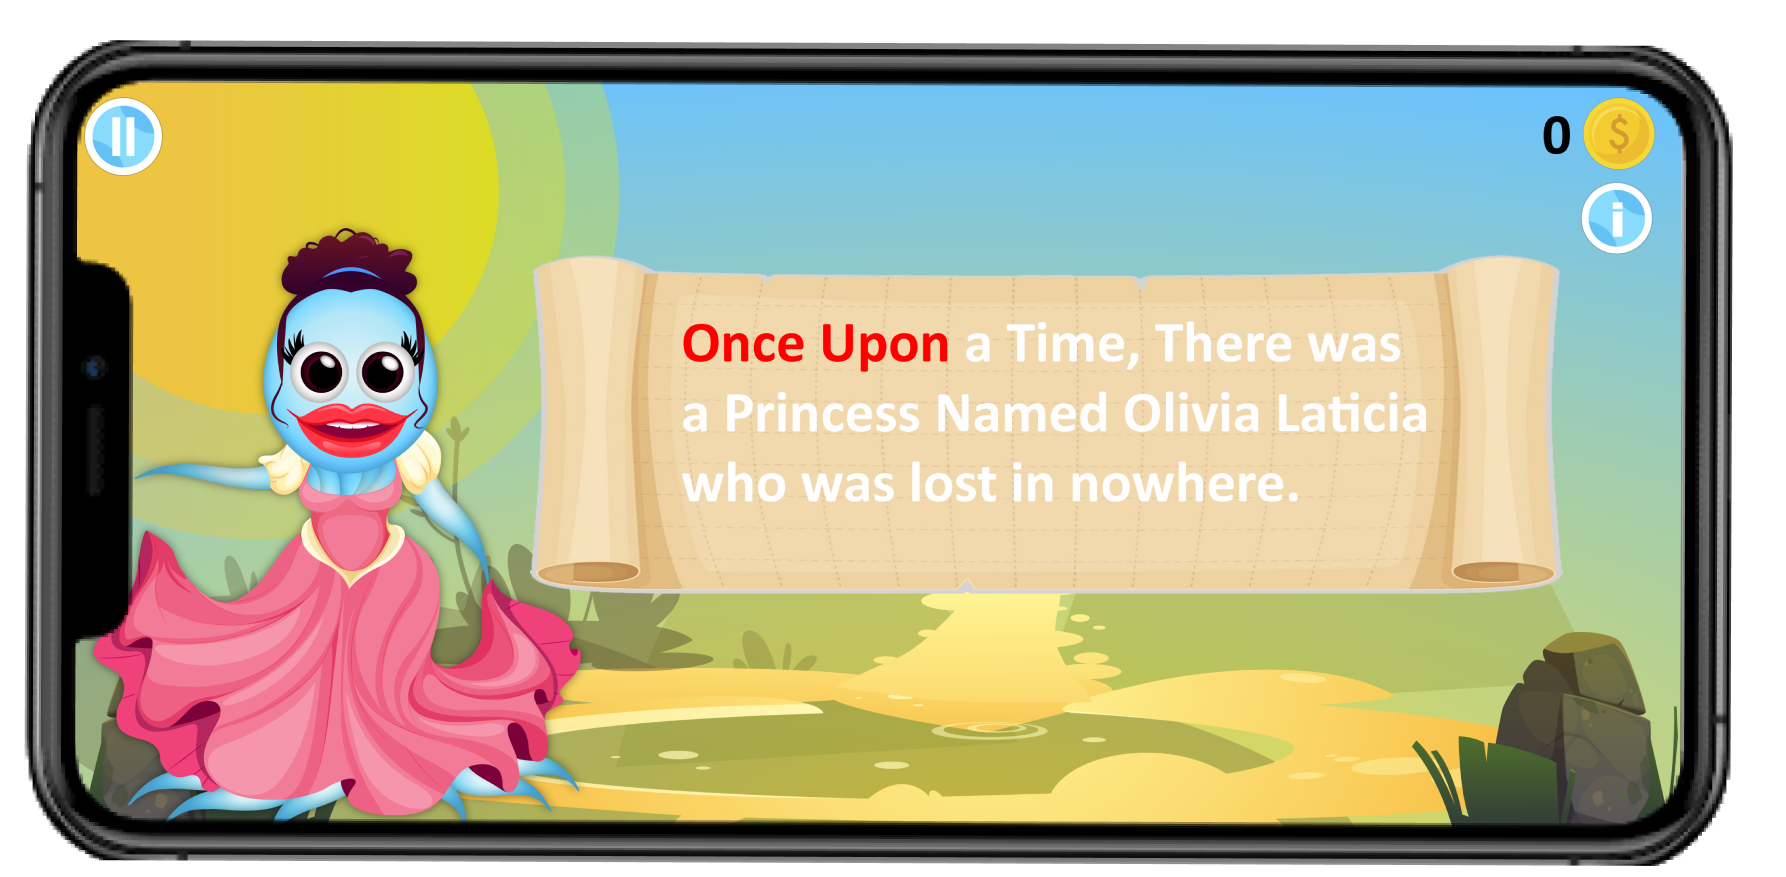 0 $
i
Once Upon a Time, There was
a Princess Named Olivia Laticia
who was lost in nowhere.